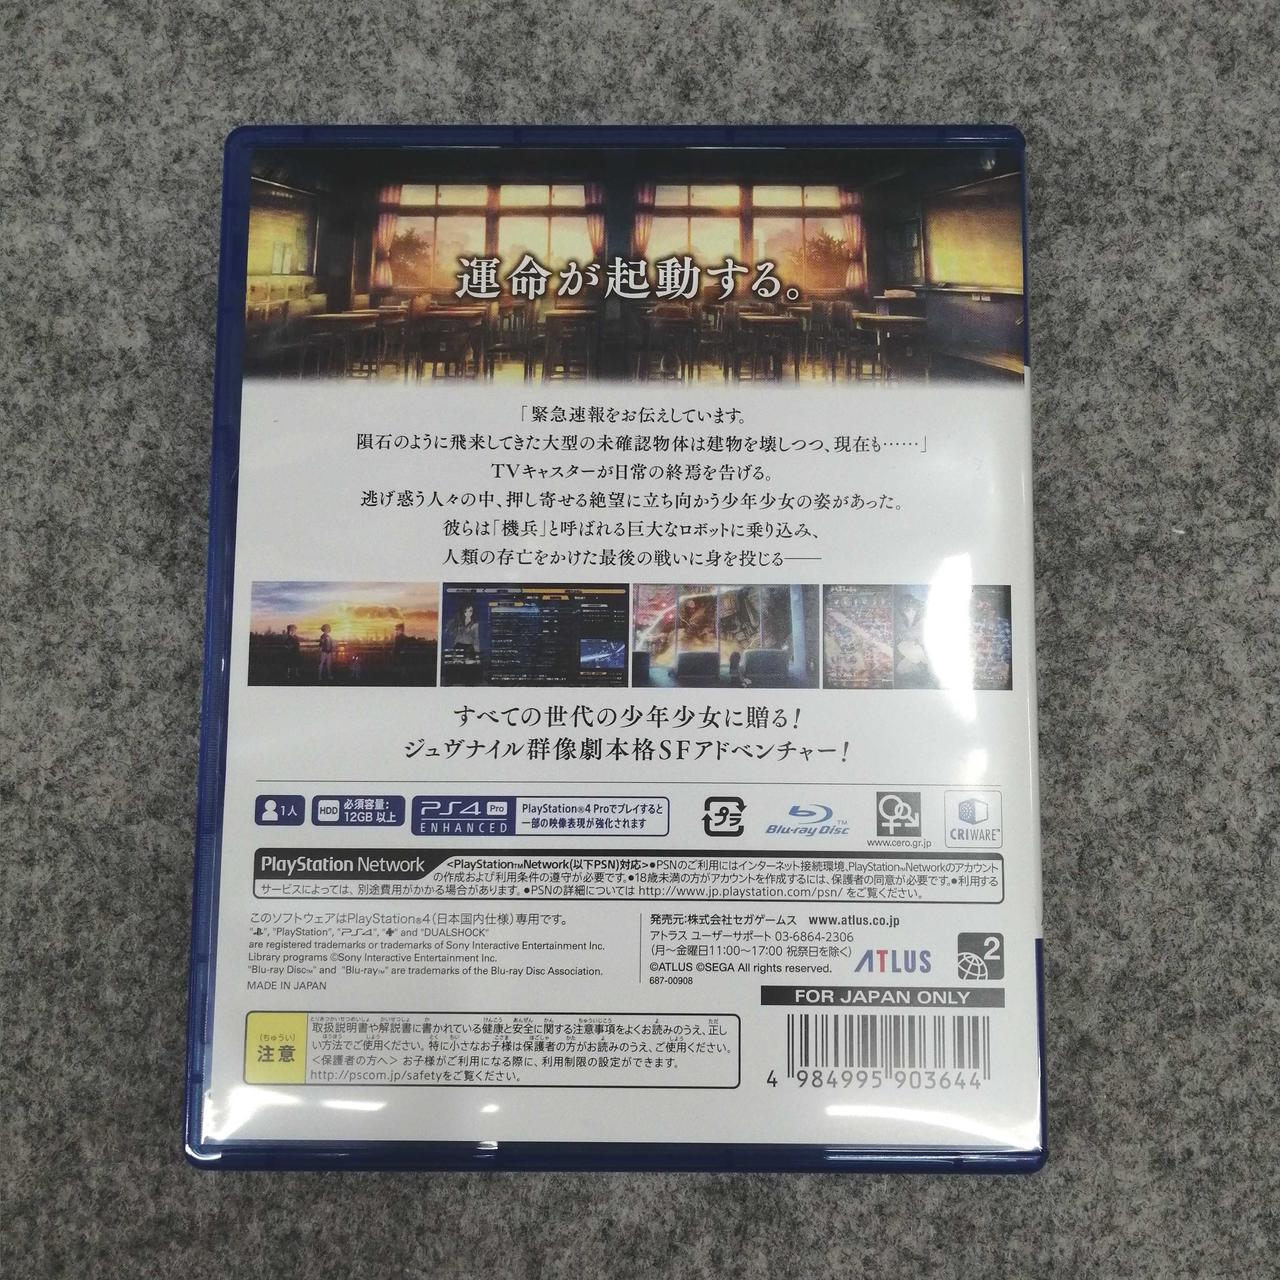 運命が起動する。
「緊急速報をお伝えしています。
隕石のように飛来してきた大型の未確認物体は建物を壊しつつ、現在も……」
TVキャスターが日常の終焉を告げる。
逃げ惑う人々の中、押し寄せる絶望に立ち向かう少年少女の姿があった。
彼らは「機兵」と呼ばれる巨大なロボットに乗り込み、
人類の存亡をかけた最後の戦いに身を投じる――
すべての世代の少年少女に贈る!
ジュヴナイル群像劇本格SFアドベンチャー!
1人
HDD 必須容量:
12GB 以上
PS4 Pro
ENHANCED
PlayStation®4 Proでプレイすると
一部の映像表現が強化されます
プラ
Blu-ray Disc™
www.cero.gr.jp
CRIWARE™
PlayStation Network
<PlayStation™Network(以下PSN)対応>●PSNのご利用にはインターネット接続環境、PlayStation™Networkのアカウント
の作成および利用条件の遵守が必要です。●18歳未満の方がアカウントを作成するには、保護者の同意が必要です。●利用する
サービスによっては、別途費用がかかる場合があります。●PSNの詳細については http://www.jp.playstation.com/psn/ をご覧ください。
このソフトウェアはPlayStation®4(日本国内仕様)専用です。
"PlayStation", "PS4", and "DUALSHOCK"
are registered trademarks or trademarks of Sony Interactive Entertainment Inc.
Library programs ©Sony Interactive Entertainment Inc.
"Blu-ray Disc™" and "Blu-ray™" are trademarks of the Blu-ray Disc Association.
MADE IN JAPAN
発売元:株式会社セガゲームス www.atlus.co.jp
アトラス ユーザーサポート 03-6864-2306
(月～金曜日11:00～17:00 祝祭日を除く)
©ATLUS ©SEGA All rights reserved.
687-00908
ATLUS
2
FOR JAPAN ONLY
(ちゅうい)
注意
取扱説明書や解説書に書かれている健康と安全に関する注意事項をよくお読みのうえ、正し
い方法でご使用ください。特に小さなお子様は保護者の方がお読みのうえ、ご使用ください。
<保護者の方へ> お子様がご利用になる際に、利用制限の設定ができます。
http://pscom.jp/safetyをご覧ください。
4 984995 903644